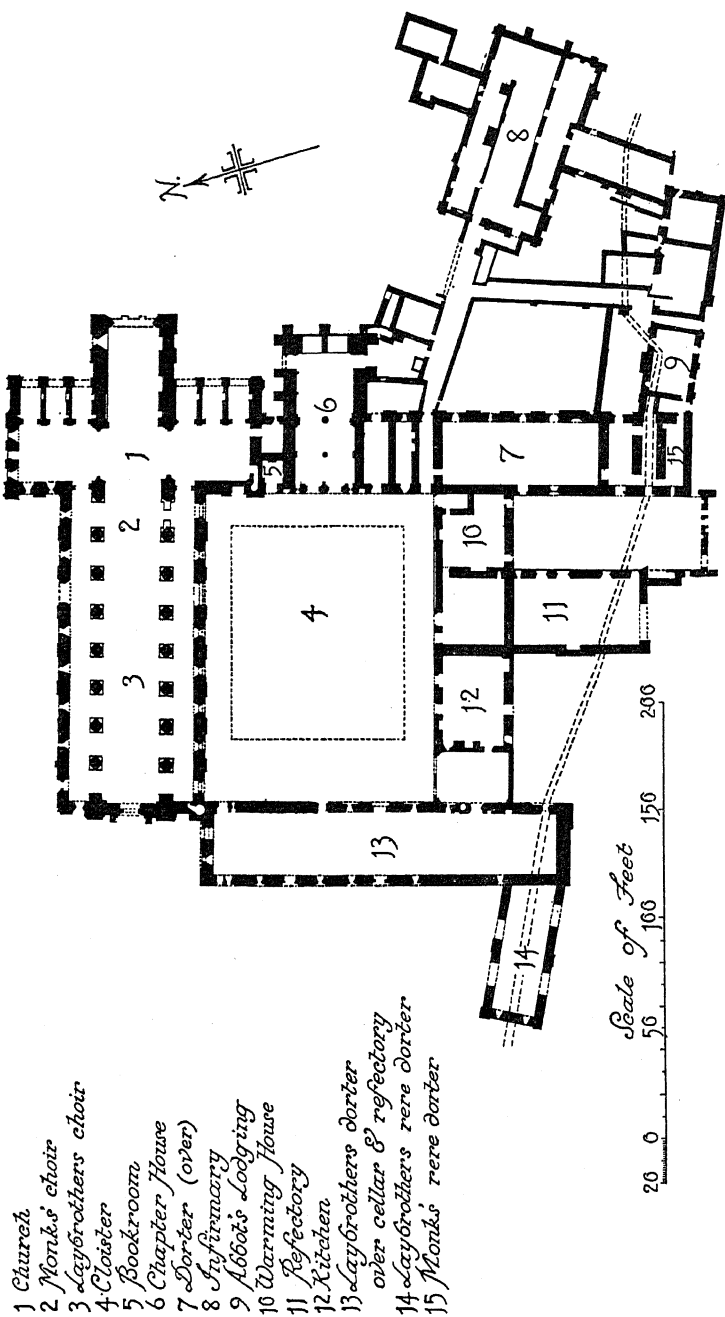 1 Church
2 Monks' choir
3 Laybrothers choir
4 Cloister
5 Bookroom
6 Chapter House
7 Dorter (over)
8 Infirmary
9 Abbot's Lodging
10 Warming House
11 Refectory
12 Kitchen
13 Laybrothers dorter
over cellar & refectory
14 Laybrothers rere dorter
15 Monks' rere dorter
N.
1
2
3
4
5
6
7
8
9
10
11
12
13
14
15
Scale of Feet
20 0 50 100 150 200